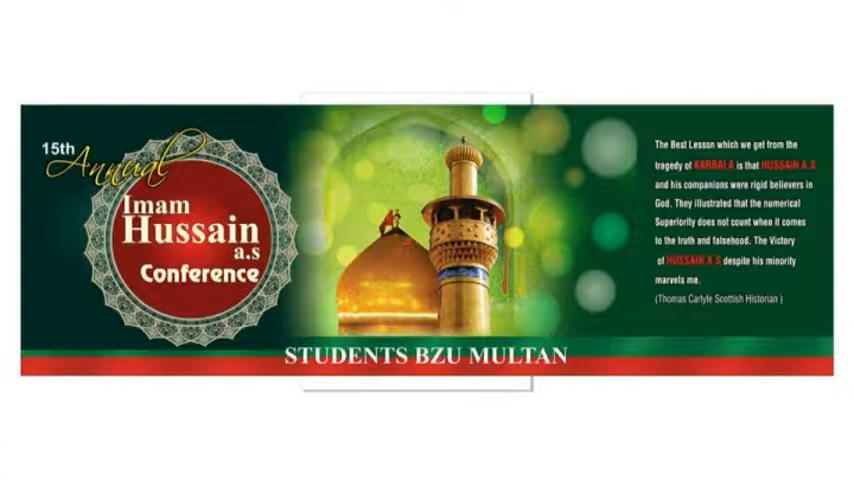 15th
Annual
Imam
Hussain
a.s
Conference
The Best Lesson which we get from the
tragedy of KARBALA is that HUSSAIN A.S
and his companions were rigid believers in
God. They illustrated that the numerical
Superiority does not count when it comes
to the truth and falsehood. The Victory
of HUSSAIN A S despite his minority
marvels me.
(Thomas Carlyle Scottish Historian )
STUDENTS BZU MULTAN